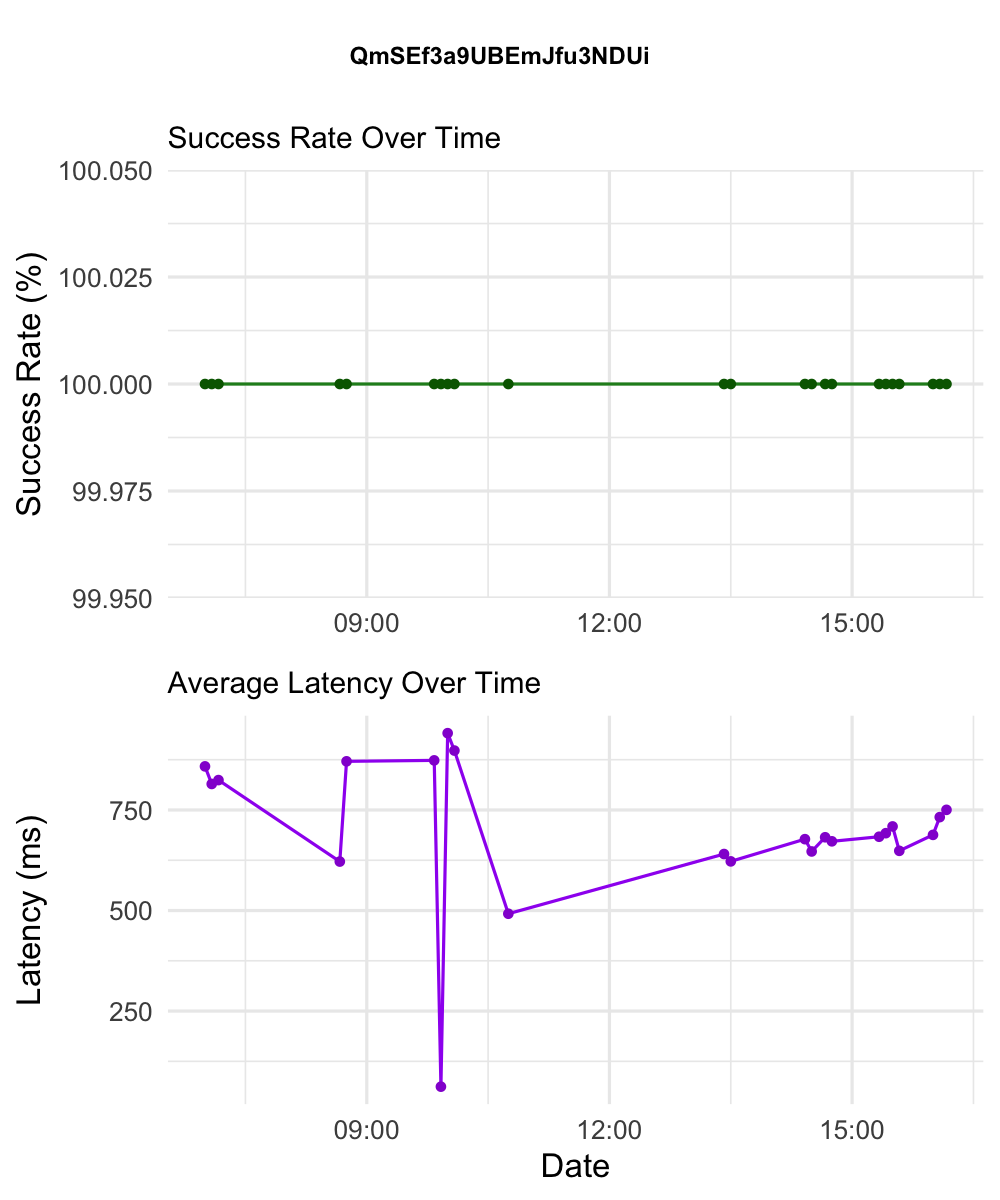 QmSEf3a9UBEmJfu3NDUi
Success Rate Over Time
Success Rate (%)
100.050
100.025
100.000
99.975
99.950
09:00 12:00 15:00
Average Latency Over Time
Latency (ms)
750
500
250
09:00 12:00 15:00
Date